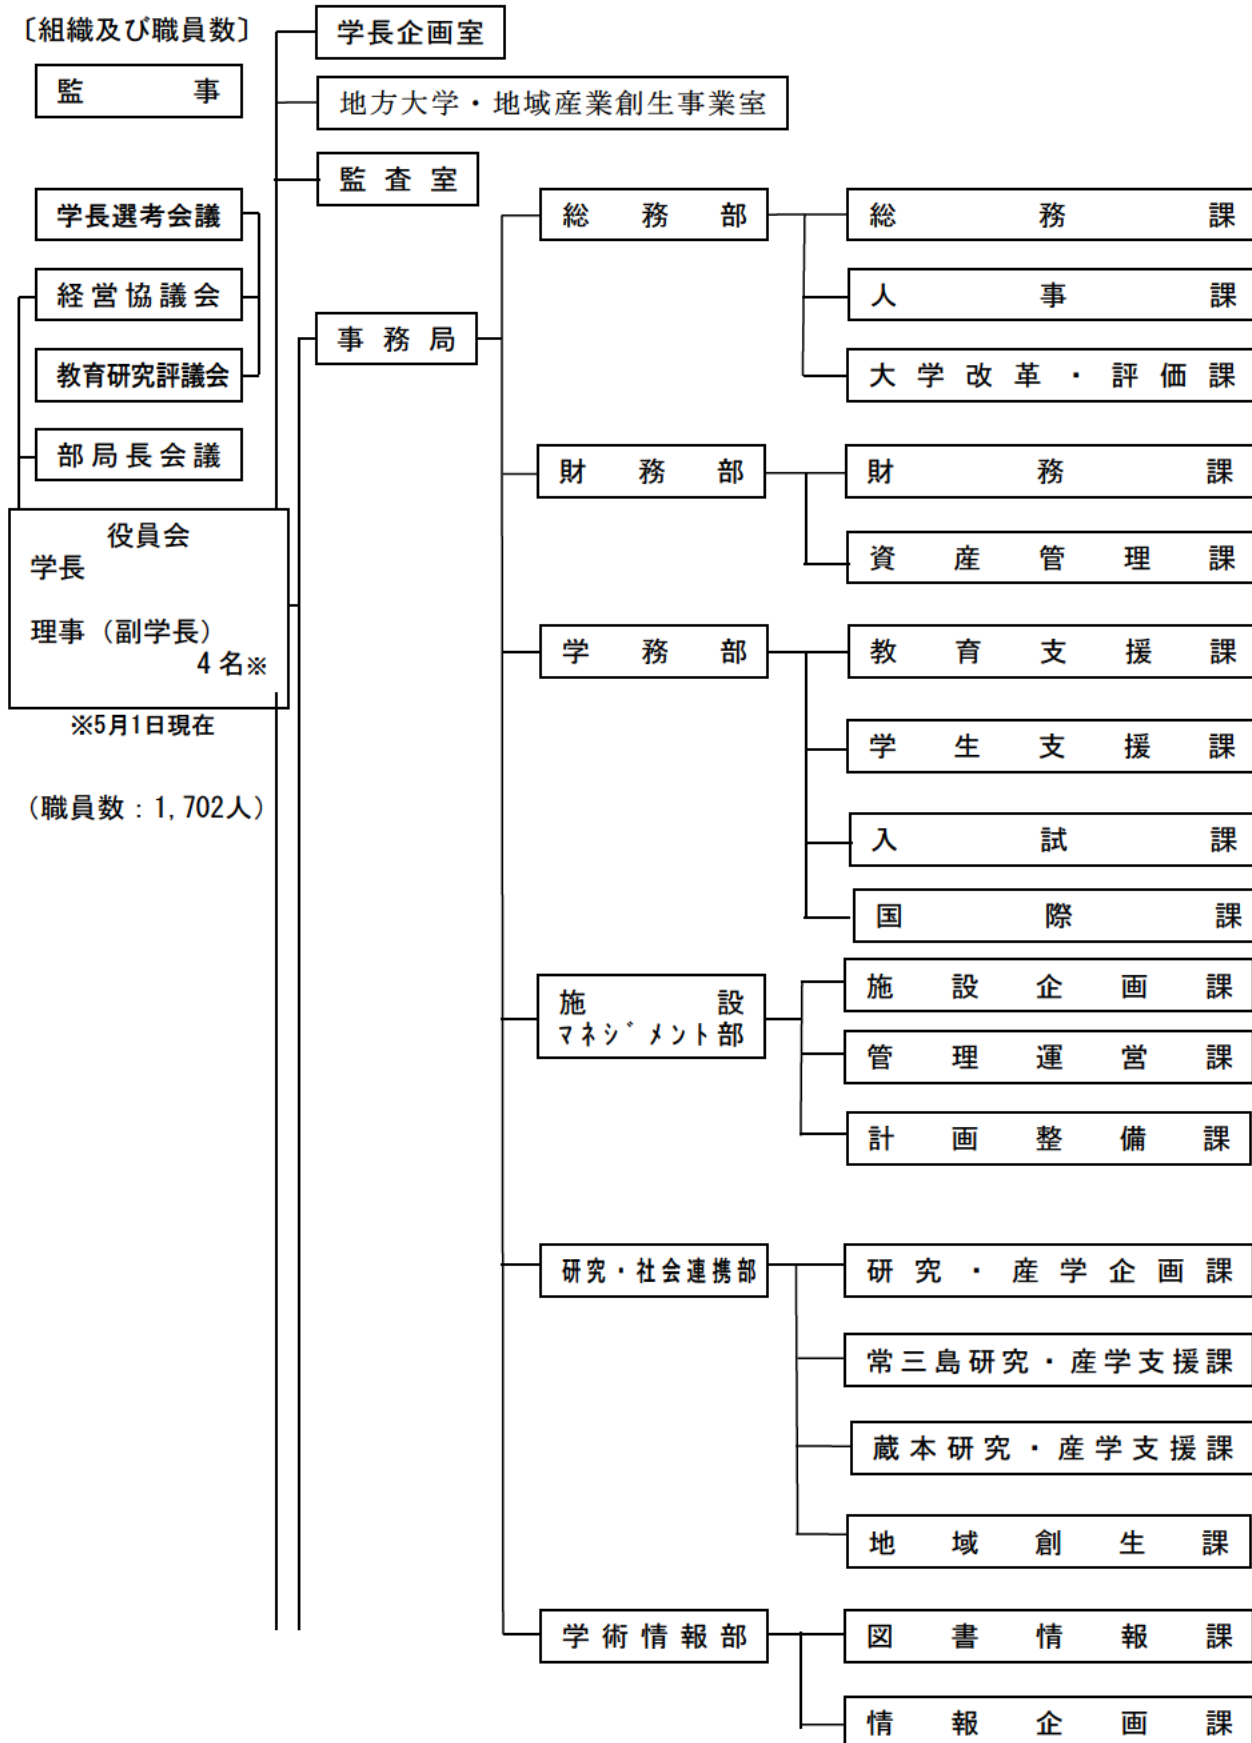 〔組織及び職員数〕
監事
学長選考会議
経営協議会
教育研究評議会
部局長会議
役員会
学長
理事（副学長）
4名※
※5月1日現在
（職員数：1,702人）
学長企画室
地方大学・地域産業創生事業室
監査室
事務局
総務部
総務課
人事課
大学改革・評価課
財務部
財務課
資産管理課
学務部
教育支援課
学生支援課
入試課
国際課
施設
ﾏﾈｼﾞﾒﾝﾄ部
施設企画課
管理運営課
計画整備課
研究・社会連携部
研究・産学企画課
常三島研究・産学支援課
蔵本研究・産学支援課
地域創生課
学術情報部
図書情報課
情報企画課